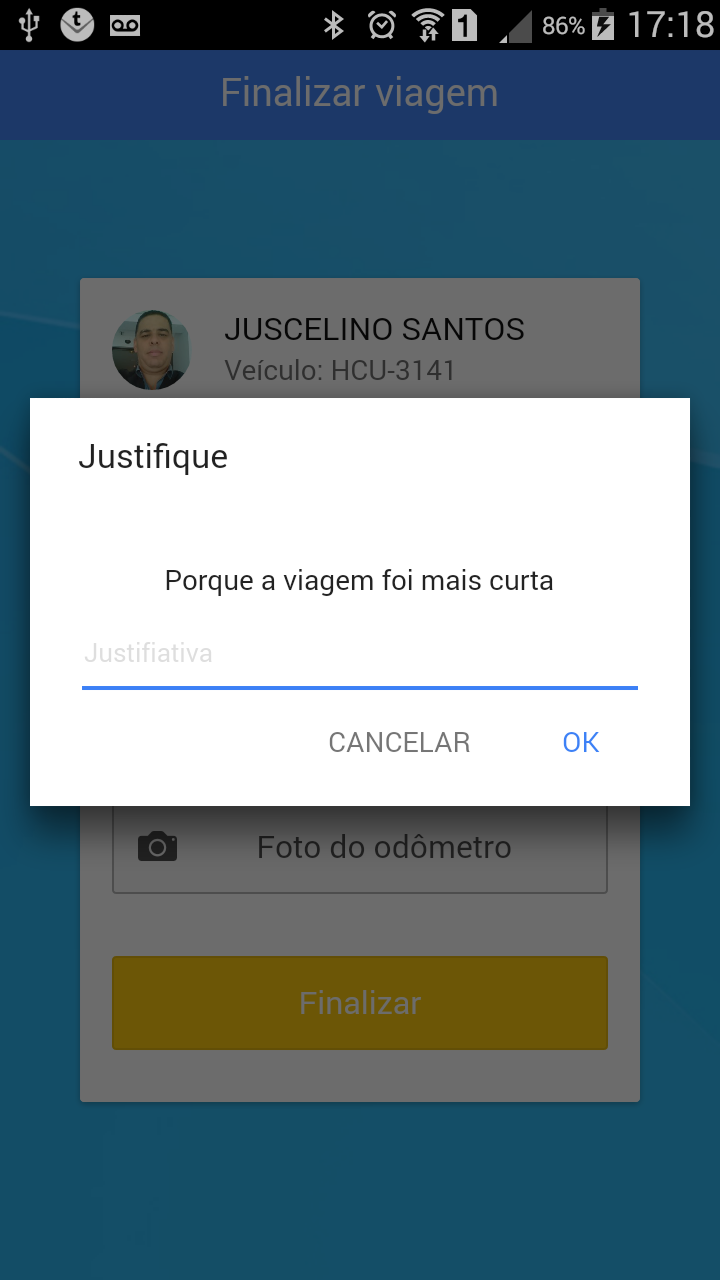 1 86% 17:18
Finalizar viagem
JUSCELINO SANTOS
Veículo: HCU-3141
Justifique
Porque a viagem foi mais curta
Justifiativa
CANCELAR OK
Foto do odômetro
Finalizar